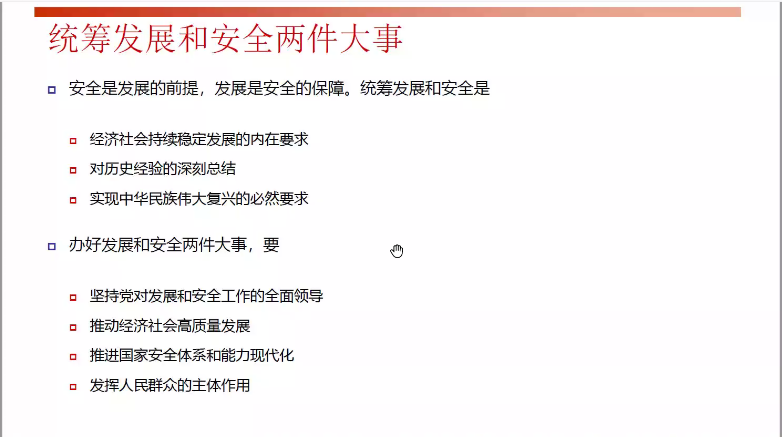 统筹发展和安全两件大事
安全是发展的前提，发展是安全的保障。统筹发展和安全是
经济社会持续稳定发展的内在要求
对历史经验的深刻总结
实现中华民族伟大复兴的必然要求
办好发展和安全两件大事，要
坚持党对发展和安全工作的全面领导
推动经济社会高质量发展
推进国家安全体系和能力现代化
发挥人民群众的主体作用